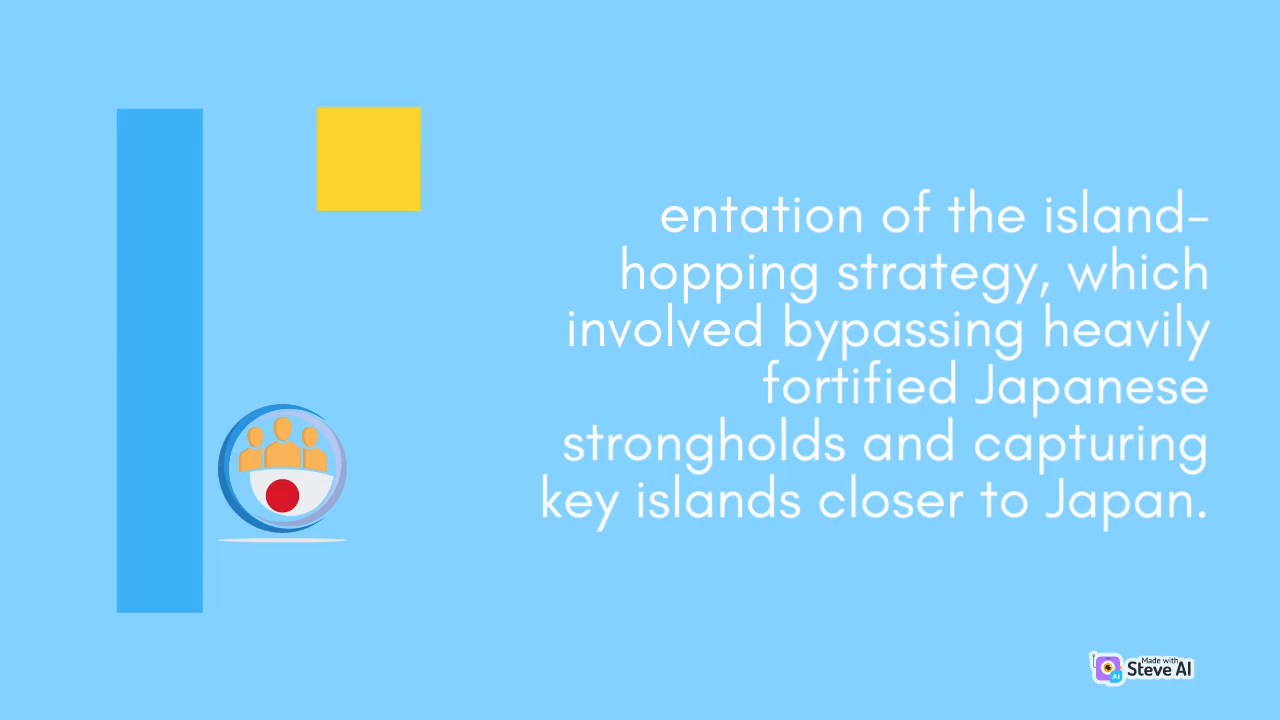 entation of the island-
hopping strategy, which
involved bypassing heavily
fortified Japanese
strongholds and capturing
key islands closer to Japan.
Made with
Steve AI
AI